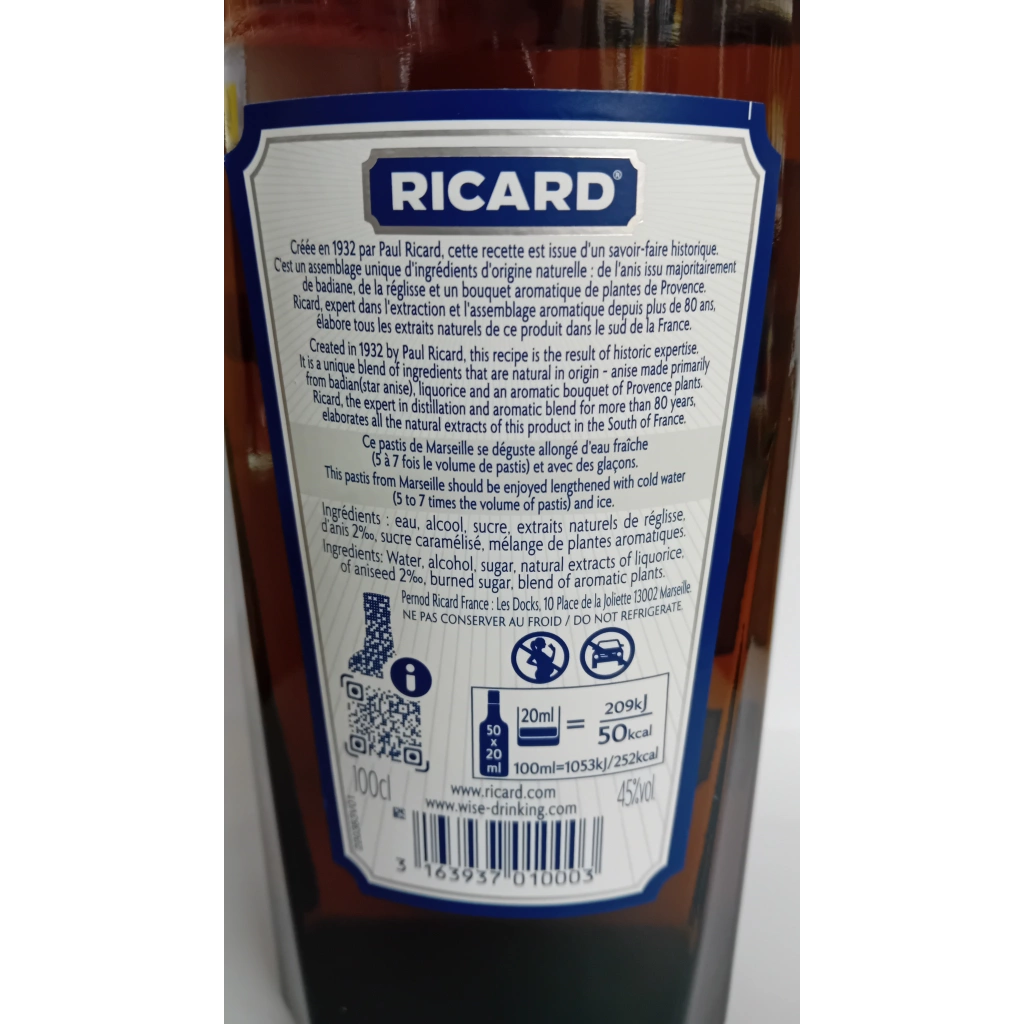 RICARD®
Créée en 1932 par Paul Ricard, cette recette est issue d'un savoir-faire historique.
C'est un assemblage unique d'ingrédients d'origine naturelle : de l'anis issu majoritairement
de badiane, de la réglisse et un bouquet aromatique de plantes de Provence.
Ricard, expert dans l'extraction et l'assemblage aromatique depuis plus de 80 ans,
élabore tous les extraits naturels de ce produit dans le sud de la France.
Created in 1932 by Paul Ricard, this recipe is the result of historic expertise.
It is a unique blend of ingredients that are natural in origin - anise made primarily
from badian(star anise), liquorice and an aromatic bouquet of Provence plants.
Ricard, the expert in distillation and aromatic blend for more than 80 years,
elaborates all the natural extracts of this product in the South of France.
Ce pastis de Marseille se déguste allongé d'eau fraîche
(5 à 7 fois le volume de pastis) et avec des glaçons.
This pastis from Marseille should be enjoyed lengthened with cold water
(5 to 7 times the volume of pastis) and ice.
Ingrédients : eau, alcool, sucre, extraits naturels de réglisse,
d'anis 2‰, sucre caramélisé, mélange de plantes aromatiques.
Ingredients: Water, alcohol, sugar, natural extracts of liquorice,
of aniseed 2‰, burned sugar, blend of aromatic plants.
Pernod Ricard France : Les Docks, 10 Place de la Joliette 13002 Marseille.
NE PAS CONSERVER AU FROID / DO NOT REFRIGERATE.
i
50
x
20
ml
20ml = 209kJ
50kcal
100ml=1053kJ/252kcal
100cl
www.ricard.com
45%vol.
www.wise-drinking.com
3 163937 010003